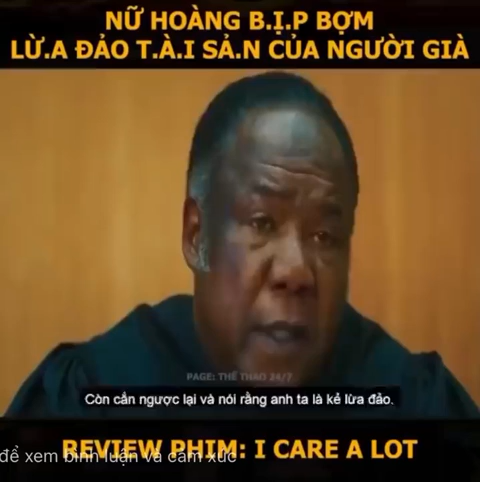 NỮ HOÀNG B.Ị.P BỢM
LỪ.A ĐẢO T.À.I SẢ.N CỦA NGƯỜI GIÀ
PAGE: THỂ THAO 24/7
Còn cắn ngược lại và nói rằng anh ta là kẻ lừa đảo.
REVIEW PHIM: I CARE A LOT
để xem bình luận và cảm xúc